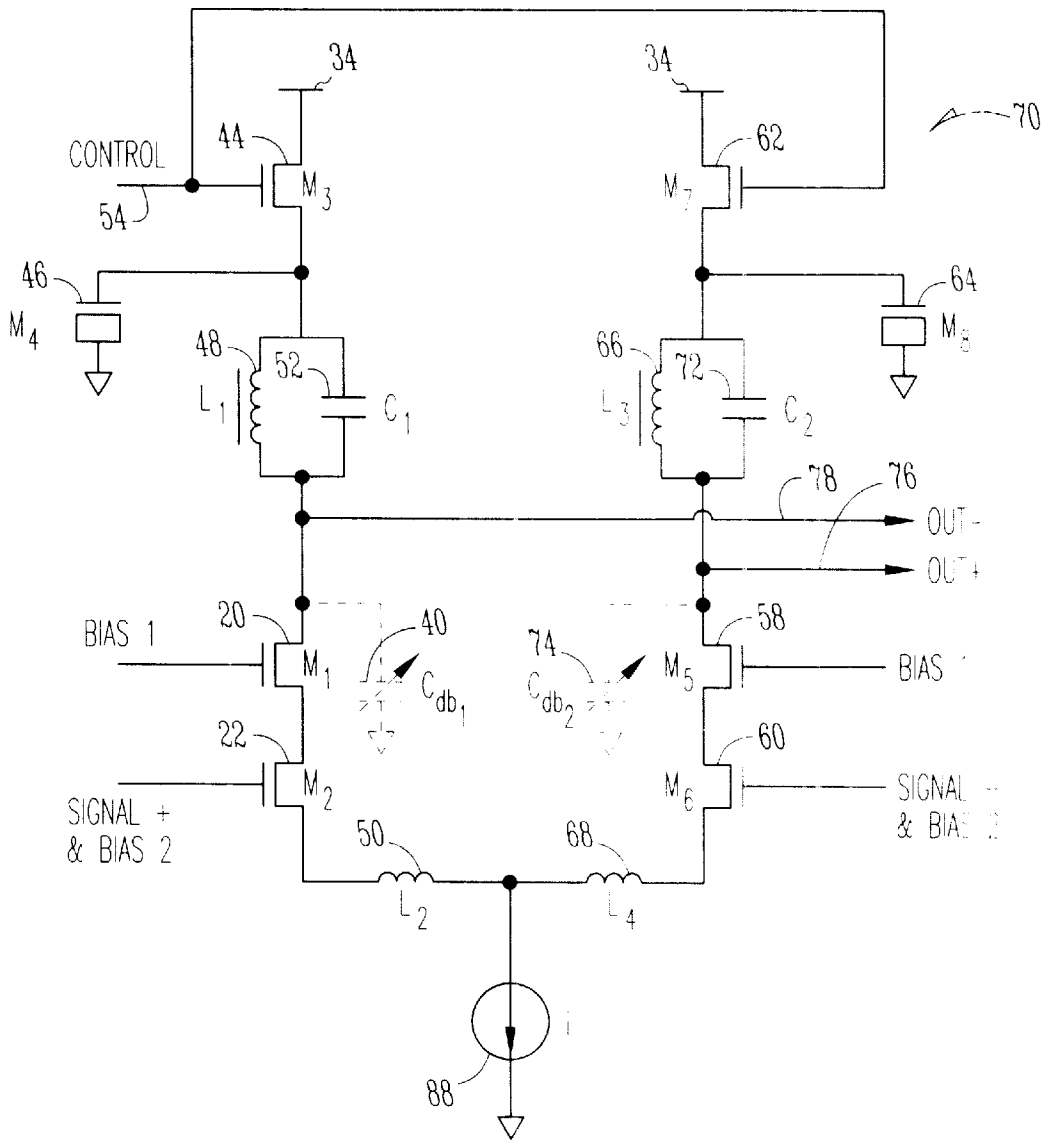 34
34
70
44
62
CONTROL
M3
M7
54
46
64
M4
M8
48
52
66
72
L1
C1
L3
C2
78
76
OUT-
OUT+
20
40
74
58
BIAS 1
M1
Cdb1
Cdb2
M5
BIAS
22
60
M2
M6
SIGNAL +
& BIAS 2
SIGNAL
&
50
68
L2
L4
i
88